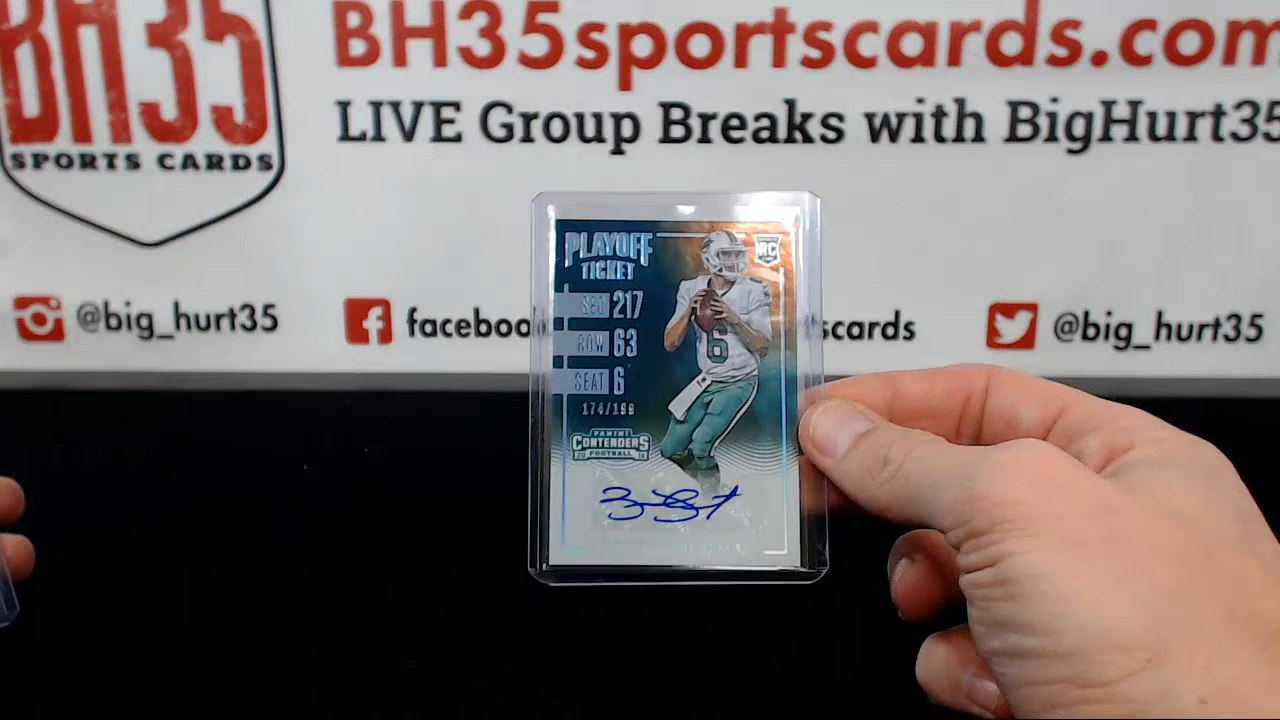 BH35
SPORTS CARDS
BH35sportscards.com
LIVE Group Breaks with BigHurt35
@big_hurt35
faceboo
scards
@big_hurt35
PLAYOFF
TICKET
RC
SEC 217
ROW 63
SEAT 6
174/199
PANINI
CONTENDERS
FOOTBALL
6